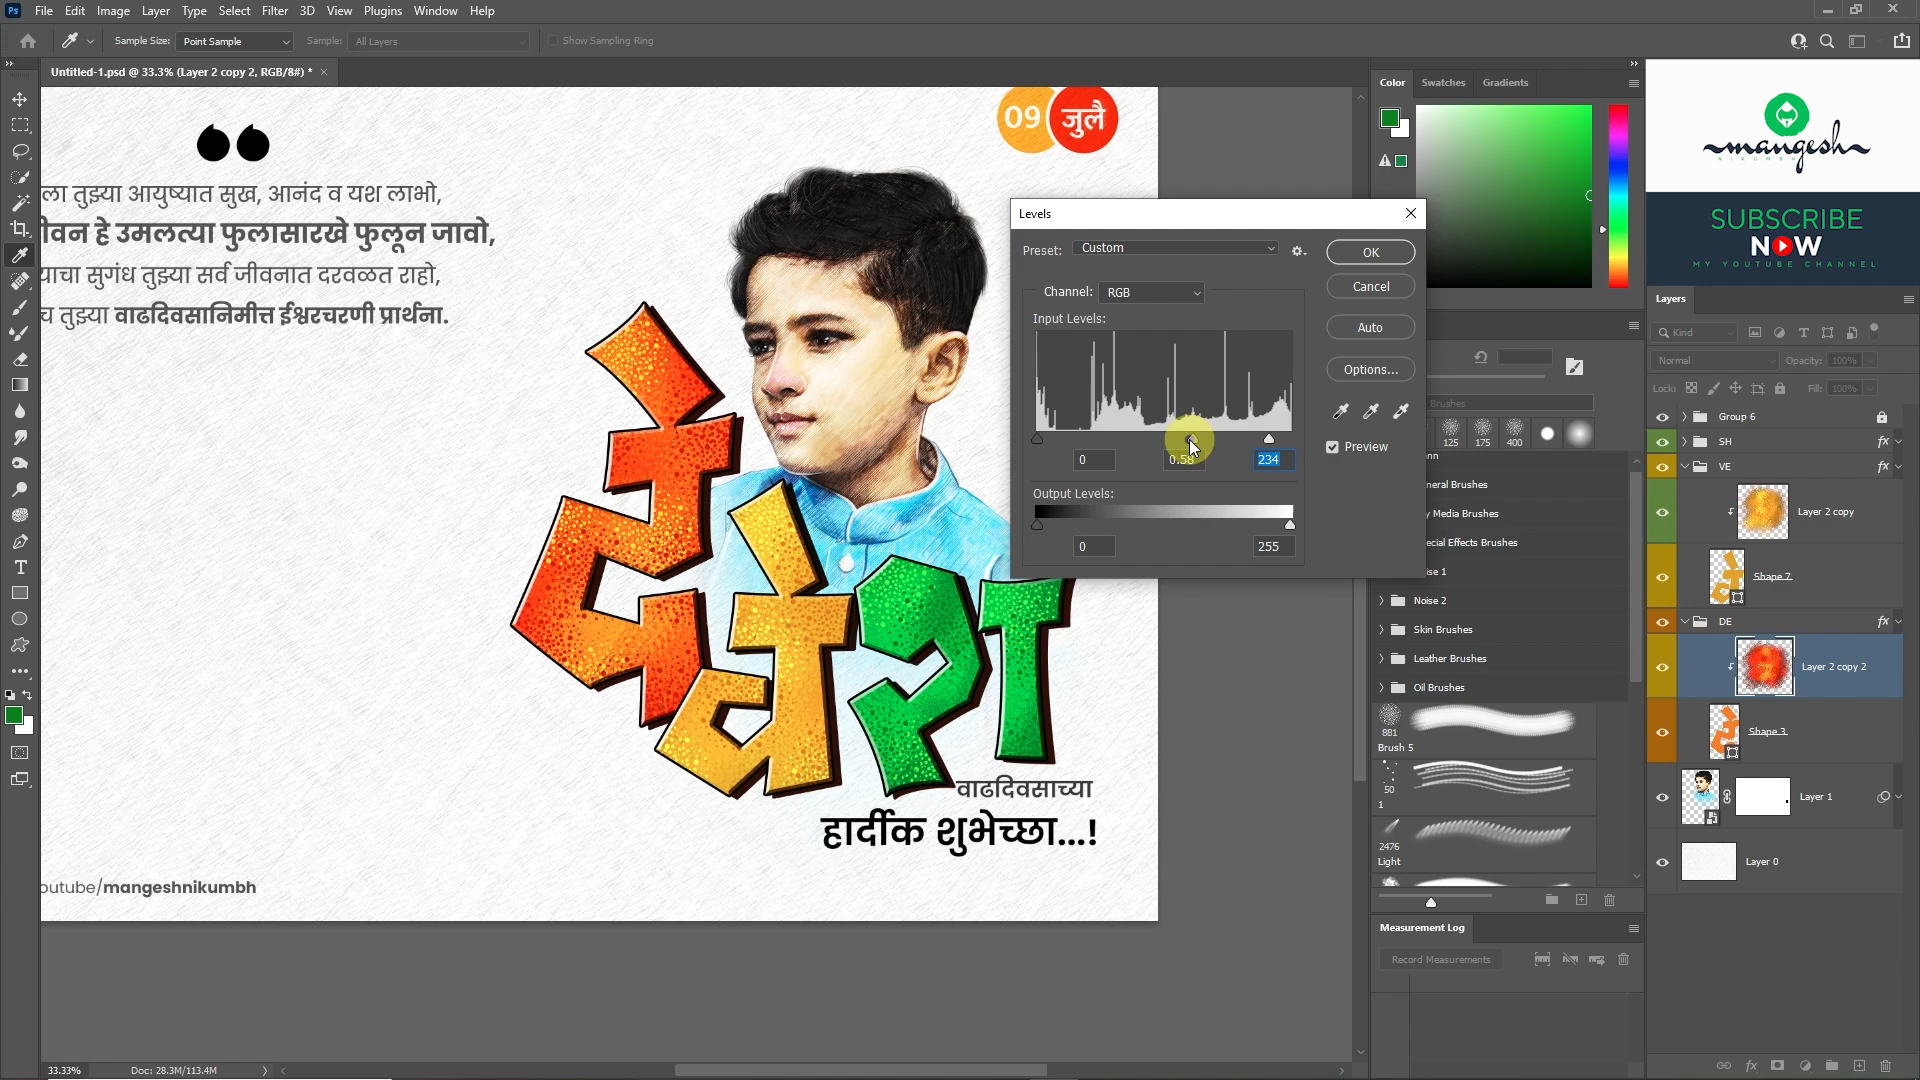 File Edit Image Layer Type Select Filter 3D View Plugins Window Help
Sample Size: Point Sample Sample: All Layers Show Sampling Ring
Untitled-1.psd @ 33.3% (Layer 2 copy 2, RGB/8#) *
09 जुलै
ला तुझ्या आयुष्यात सुख, आनंद व यश लाभो,
वन हे उमलत्या फुलासारखे फुलून जावो,
याचा सुगंध तुझ्या सर्व जीवनात दरवळत राहो,
च तुझ्या वाढदिवसानिमीत्त ईश्वरचरणी प्रार्थना.
देवांश
वाढदिवसाच्या
हार्दीक शुभेच्छा...!
outube/mangeshnikumbh
33.33% Doc: 28.3M/113.4M
Levels
Preset: Custom
OK
Channel: RGB
Cancel
Input Levels:
Auto
Options...
Preview
0 0.58 234
Output Levels:
0 255
Color Swatches Gradients
Brushes
125 175 400
neral Brushes
y Media Brushes
ecial Effects Brushes
ise 1
Noise 2
Skin Brushes
Leather Brushes
Oil Brushes
881
Brush 5
50
1
2476
Light
Measurement Log
Record Measurements
mangesh
NIKUMBH
SUBSCRIBE
NOW
MY YOUTUBE CHANNEL
Layers
Kind
Normal Opacity: 100%
Lock: Fill: 100%
Group 6
SH fx
VE fx
Layer 2 copy
Shape 7
DE fx
Layer 2 copy 2
Shape 3
Layer 1
Layer 0